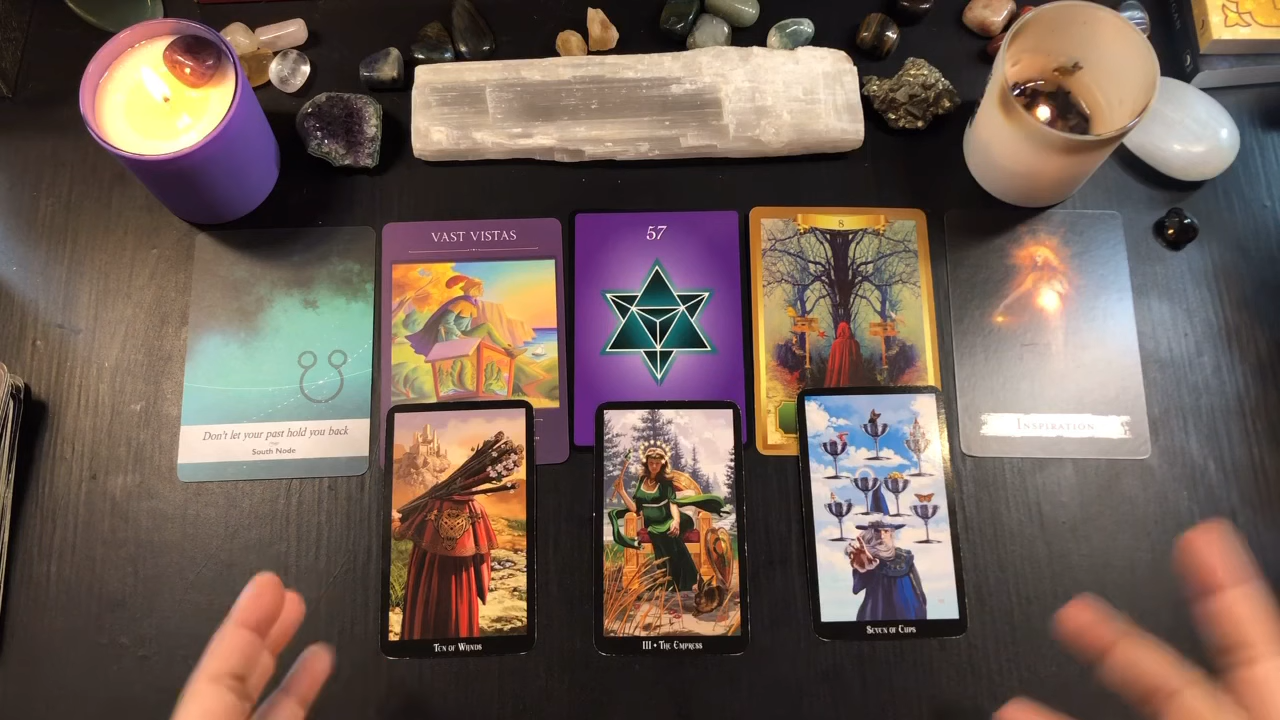 VAST VISTAS
57
8
Don't let your past hold you back
South Node
INSPIRATION
Ten of Wands
III • The Empress
Seven of Cups